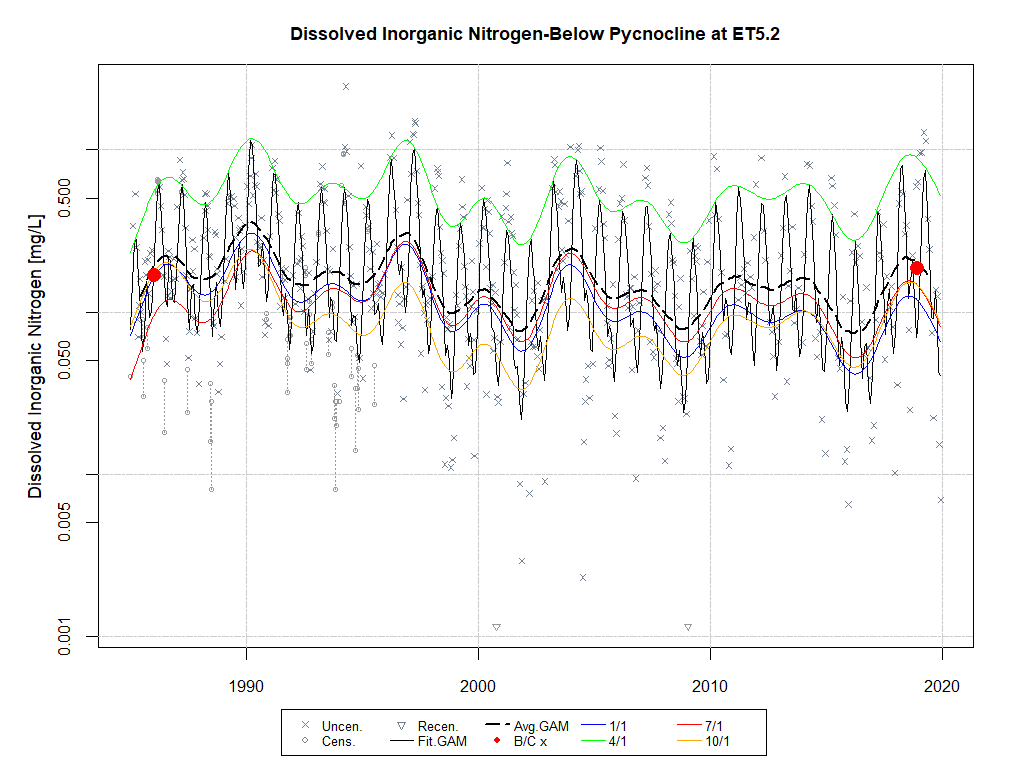 Dissolved Inorganic Nitrogen-Below Pycnocline at ET5.2
Dissolved Inorganic Nitrogen [mg/L]
0.500
0.050
0.005
0.001
1990 2000 2010 2020
Uncen. Recen. Avg.GAM 1/1 7/1
Cens. Fit.GAM B/C x 4/1 10/1